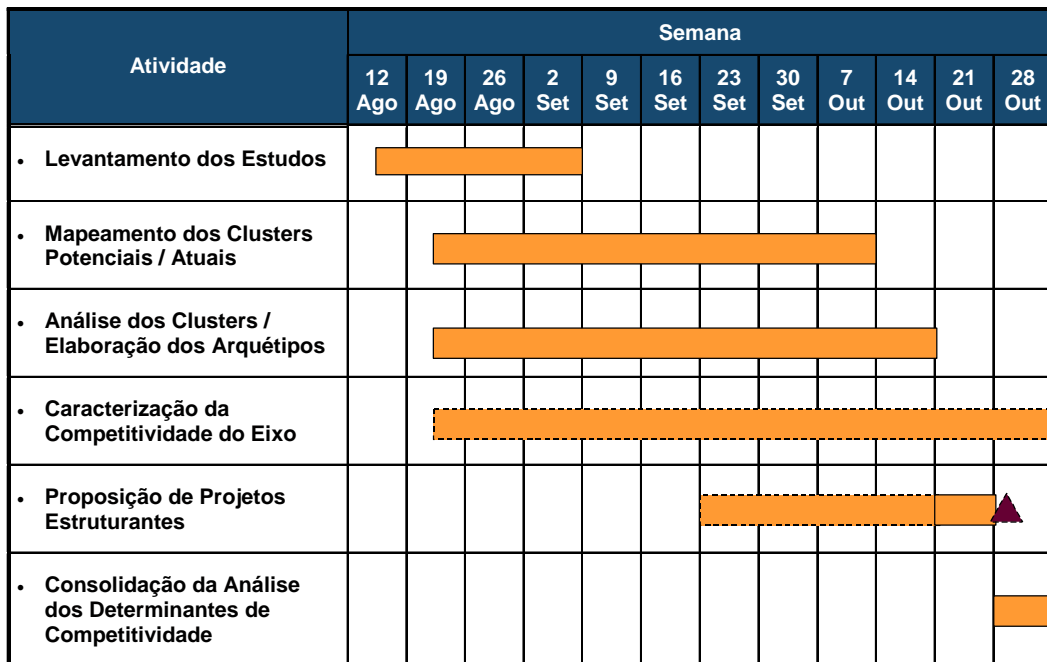 Atividade
Semana
12 Ago
19 Ago
26 Ago
2 Set
9 Set
16 Set
23 Set
30 Set
7 Out
14 Out
21 Out
28 Out
• Levantamento dos Estudos
• Mapeamento dos Clusters
Potenciais / Atuais
• Análise dos Clusters /
Elaboração dos Arquétipos
• Caracterização da
Competitividade do Eixo
• Proposição de Projetos
Estruturantes
• Consolidação da Análise
dos Determinantes de
Competitividade